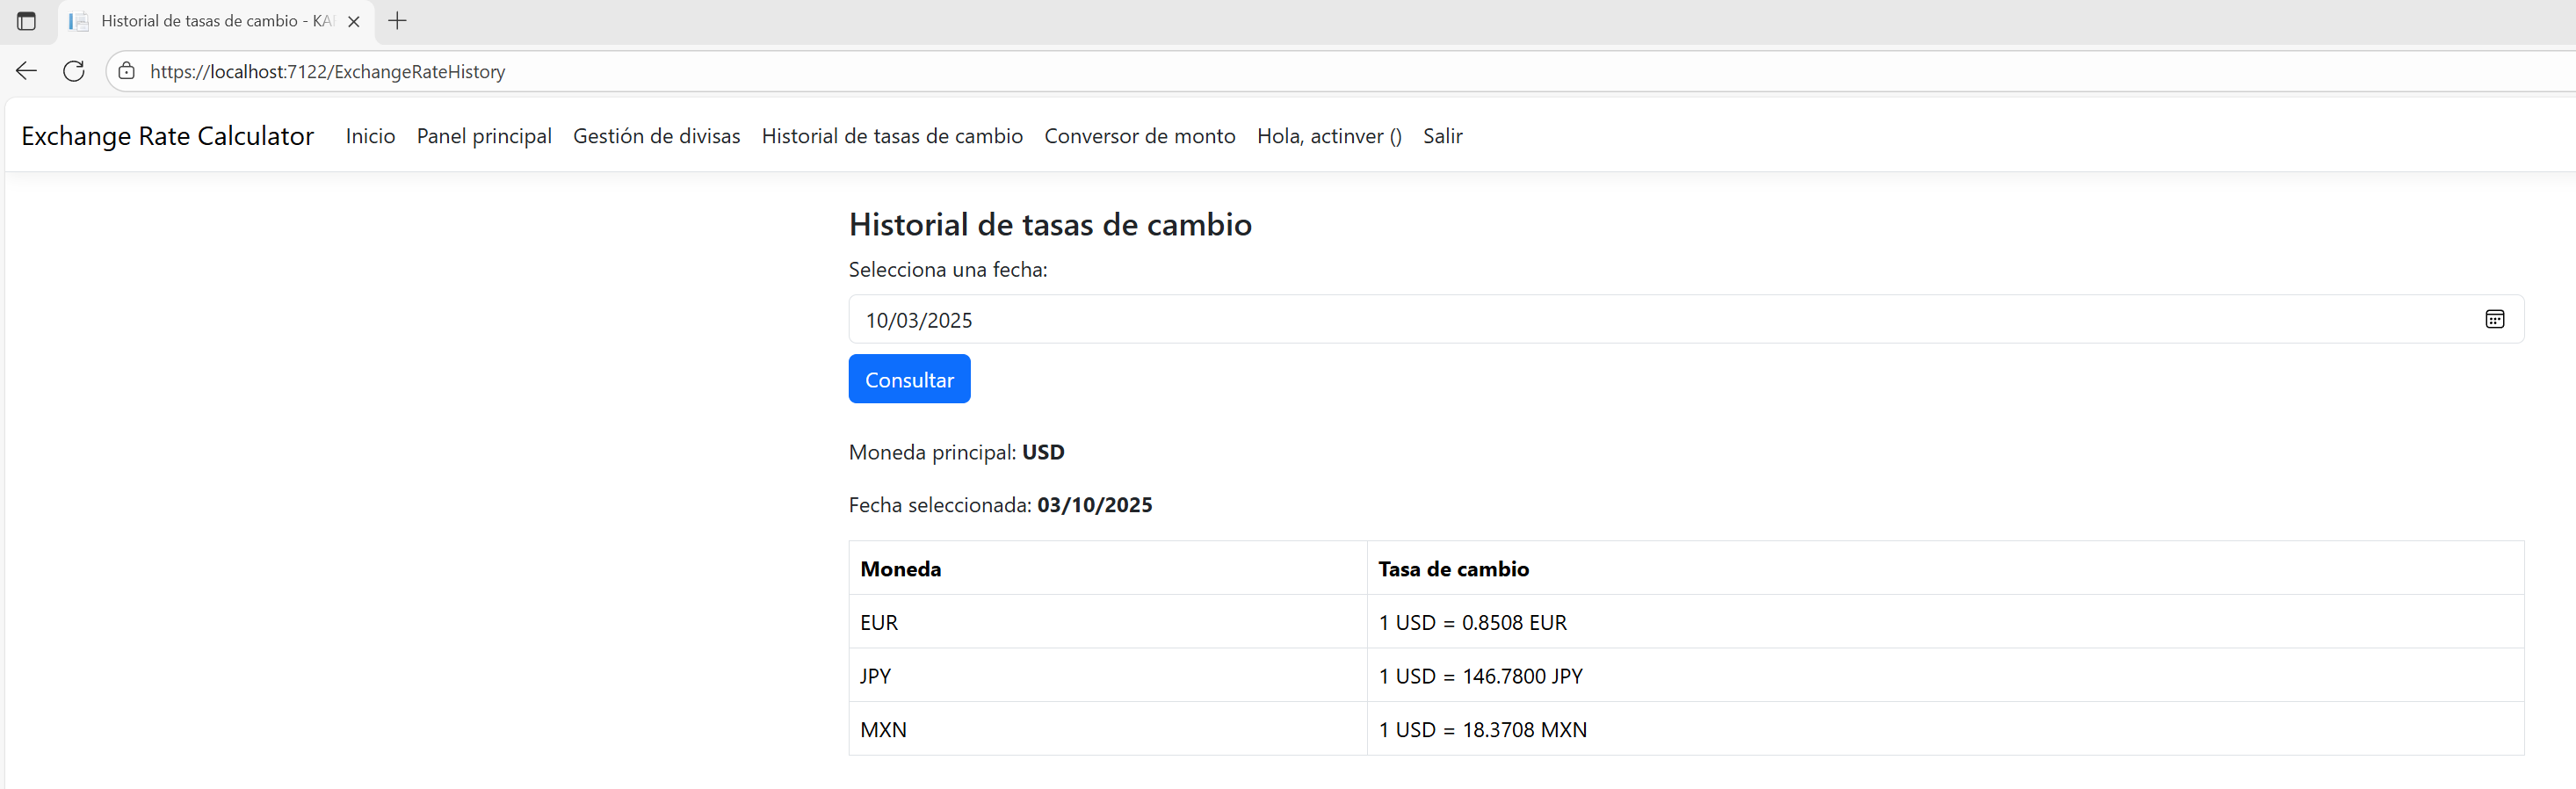 Historial de tasas de cambio - KA
https://localhost:7122/ExchangeRateHistory
Exchange Rate Calculator Inicio Panel principal Gestión de divisas Historial de tasas de cambio Conversor de monto Hola, actinver () Salir
Historial de tasas de cambio
Selecciona una fecha:
10/03/2025
Consultar
Moneda principal: USD
Fecha seleccionada: 03/10/2025
Moneda Tasa de cambio
EUR 1 USD = 0.8508 EUR
JPY 1 USD = 146.7800 JPY
MXN 1 USD = 18.3708 MXN